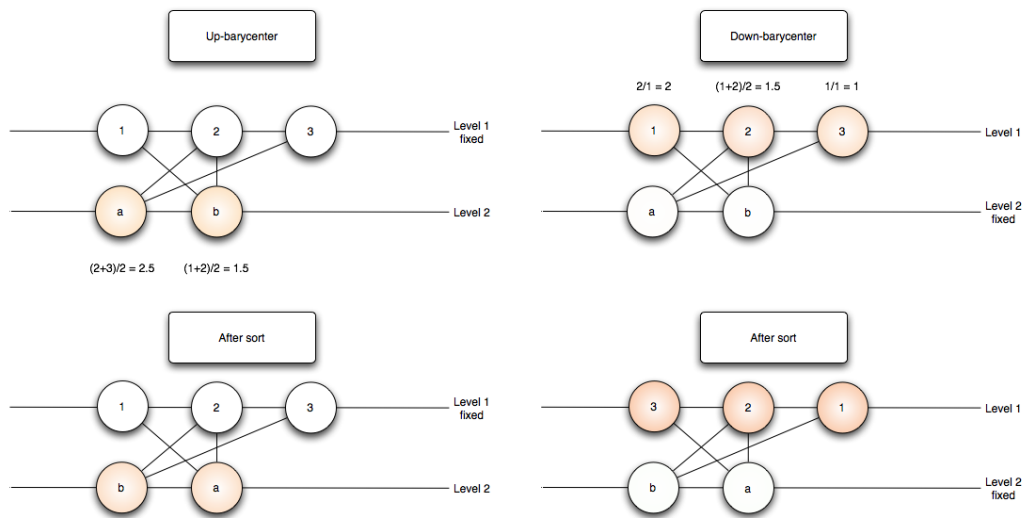 Up-barycenter
1
2
3
Level 1
fixed
a
b
Level 2
(2+3)/2 = 2.5
(1+2)/2 = 1.5
After sort
1
2
3
Level 1
fixed
b
a
Level 2
Down-barycenter
2/1 = 2
(1+2)/2 = 1.5
1/1 = 1
1
2
3
Level 1
a
b
Level 2
fixed
After sort
3
2
1
Level 1
b
a
Level 2
fixed